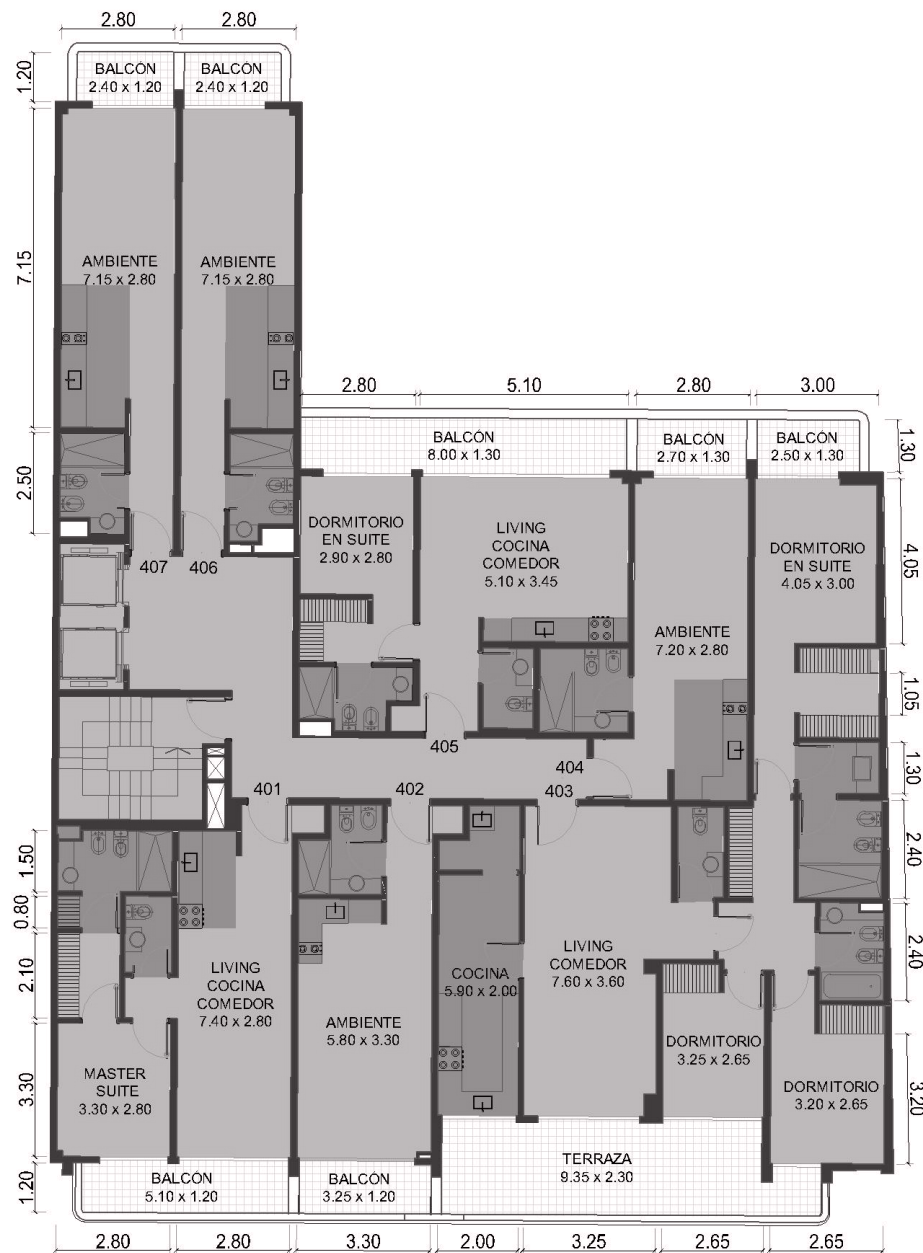 2.80
2.80
1.20
BALCÓN
2.40 x 1.20
BALCÓN
2.40 x 1.20
7.15
AMBIENTE
7.15 x 2.80
AMBIENTE
7.15 x 2.80
2.80
5.10
2.80
3.00
BALCÓN
8.00 x 1.30
BALCÓN
2.70 x 1.30
BALCÓN
2.50 x 1.30
1.30
2.50
DORMITORIO
EN SUITE
2.90 x 2.80
LIVING
COCINA
COMEDOR
5.10 x 3.45
DORMITORIO
EN SUITE
4.05 x 3.00
4.05
407
406
AMBIENTE
7.20 x 2.80
1.05
405
404
1.30
401
402
403
1.50
2.40
0.80
2.40
2.10
LIVING
COCINA
COMEDOR
7.40 x 2.80
COCINA
5.90 x 2.00
LIVING
COMEDOR
7.60 x 3.60
AMBIENTE
5.80 x 3.30
DORMITORIO
3.25 x 2.65
3.30
MASTER
SUITE
3.30 x 2.80
DORMITORIO
3.20 x 2.65
3.20
1.20
BALCÓN
5.10 x 1.20
BALCÓN
3.25 x 1.20
TERRAZA
9.35 x 2.30
2.80
2.80
3.30
2.00
3.25
2.65
2.65